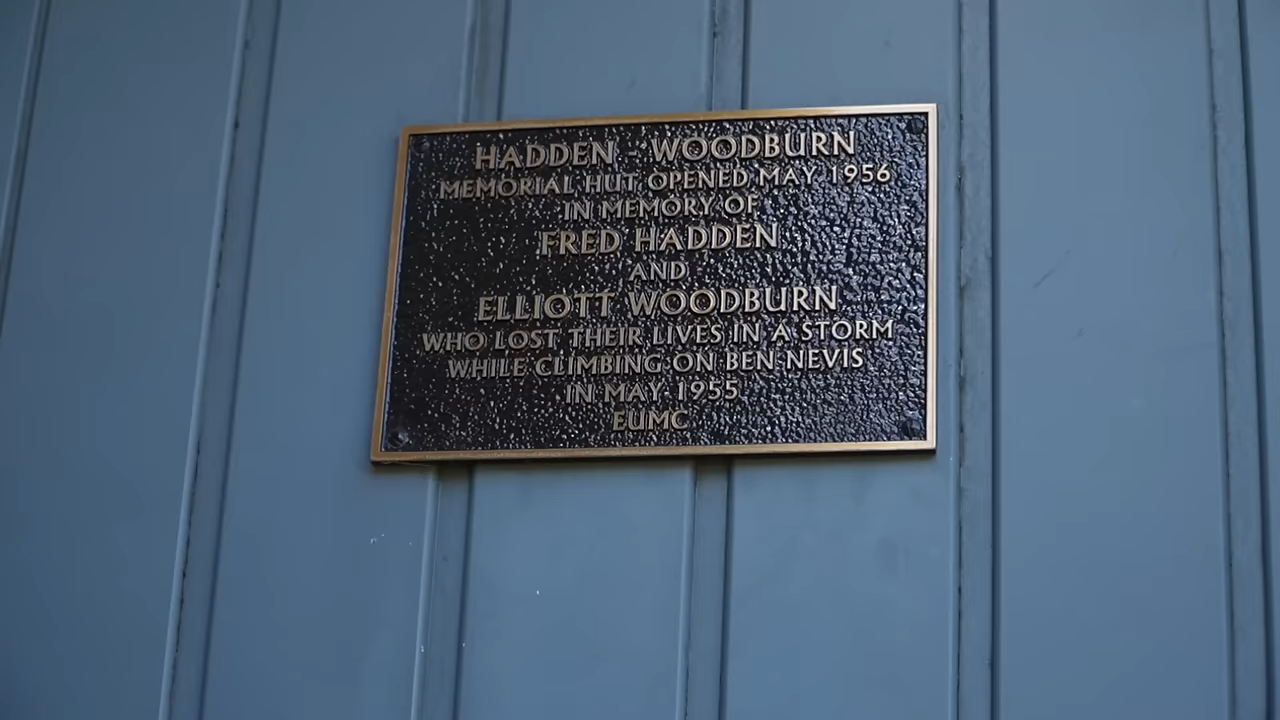 HADDEN - WOODBURN
MEMORIAL HUT OPENED MAY 1956
IN MEMORY OF
FRED HADDEN
AND
ELLIOTT WOODBURN
WHO LOST THEIR LIVES IN A STORM
WHILE CLIMBING ON BEN NEVIS
IN MAY 1955
EUMC